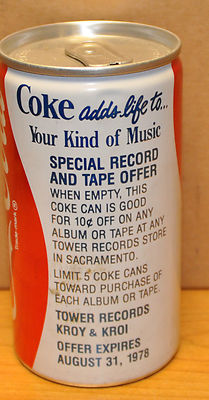 Coke adds life to...
Your Kind of Music
SPECIAL RECORD
AND TAPE OFFER
WHEN EMPTY, THIS
COKE CAN IS GOOD
FOR 10¢ OFF ON ANY
ALBUM OR TAPE AT ANY
TOWER RECORDS STORE
IN SACRAMENTO.
LIMIT 5 COKE CANS
TOWARD PURCHASE OF
EACH ALBUM OR TAPE.
TOWER RECORDS
KROY & KROI
OFFER EXPIRES
AUGUST 31, 1978
Trade-mark ®